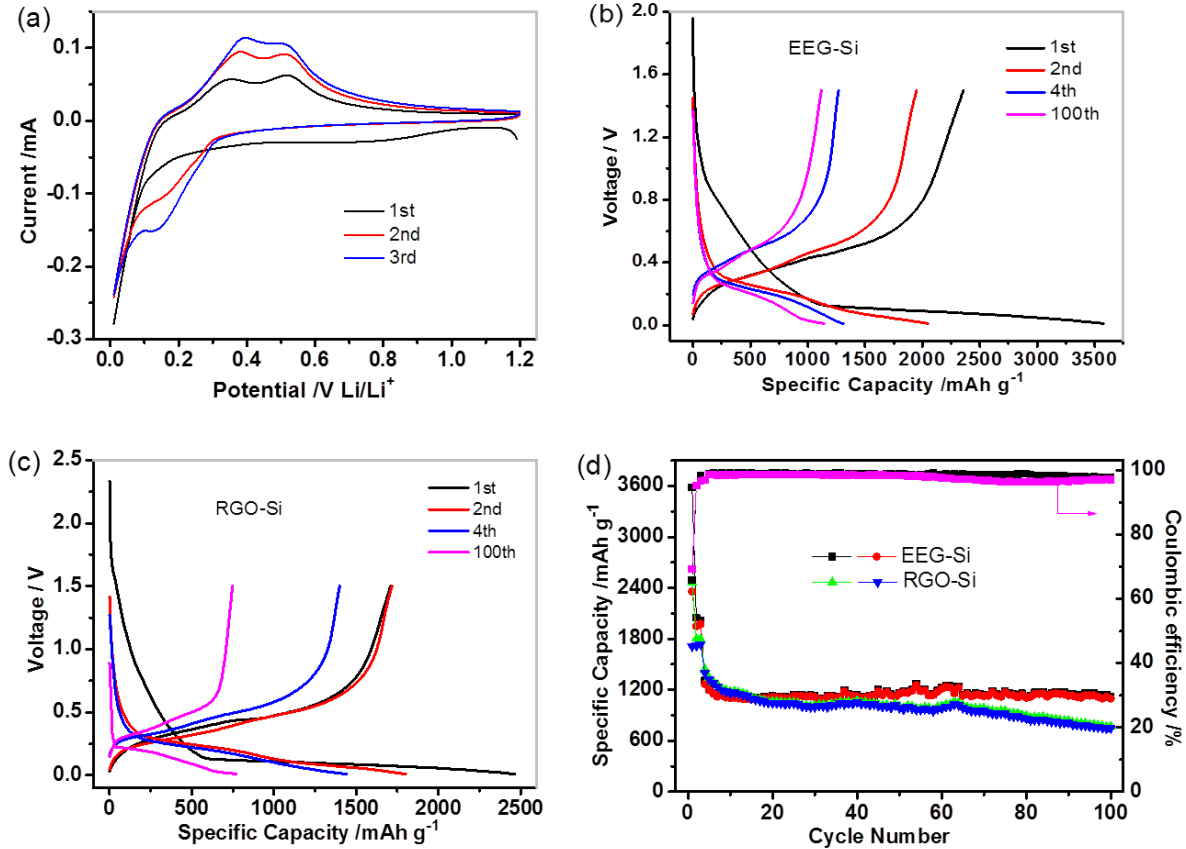 (a)
0.1
0.0
-0.1
-0.2
-0.3
Current /mA
1st
2nd
3rd
0.0 0.2 0.4 0.6 0.8 1.0 1.2
Potential /V Li/Li⁺
(b)
2.0
1.6
1.2
0.8
0.4
0.0
Voltage / V
EEG-Si
1st
2nd
4th
100th
0 500 1000 1500 2000 2500 3000 3500
Specific Capacity /mAh g⁻¹
(c)
2.5
2.0
1.5
1.0
0.5
0.0
Voltage / V
RGO-Si
1st
2nd
4th
100th
0 500 1000 1500 2000 2500
Specific Capacity /mAh g⁻¹
(d)
3600
3000
2400
1800
1200
600
0
Specific Capacity /mAh g⁻¹
EEG-Si
RGO-Si
100
80
60
40
20
0
Coulombic efficiency /%
0 20 40 60 80 100
Cycle Number